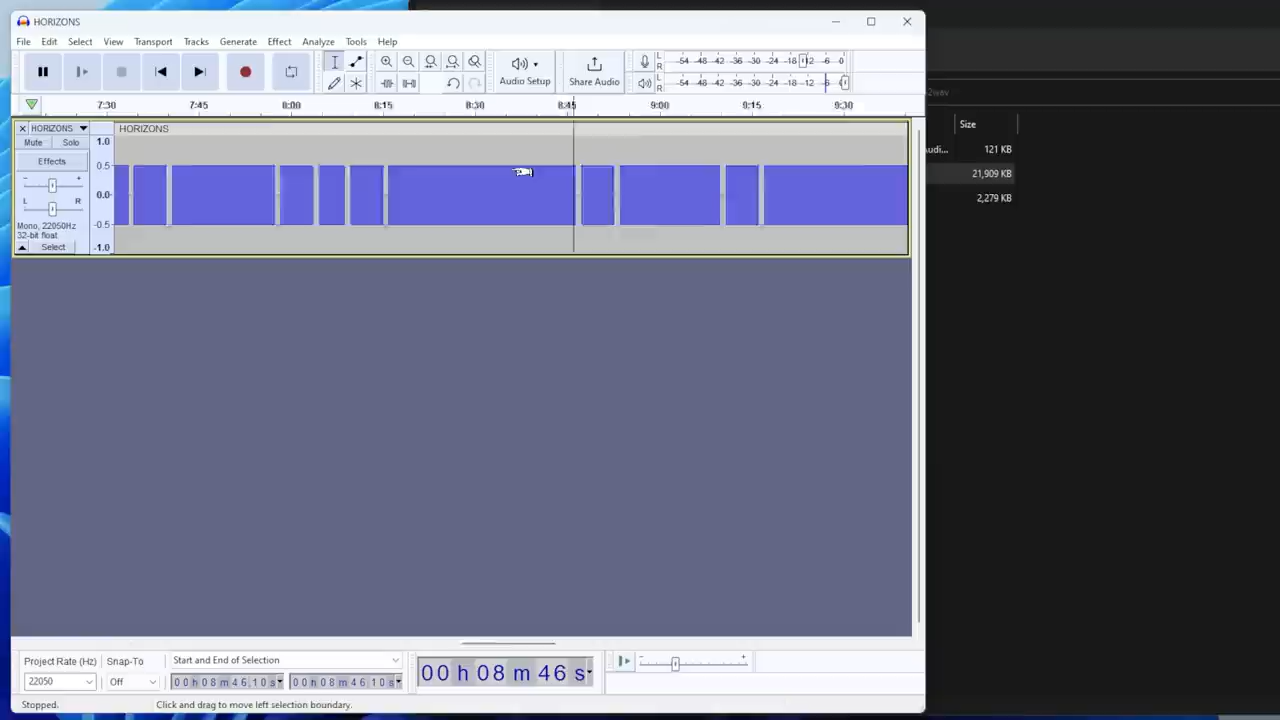 HORIZONS
File Edit Select View Transport Tracks Generate Effect Analyze Tools Help
Audio Setup
Share Audio
L
R
-54 -48 -42 -36 -30 -24 -18 -12 -6 0
L
R
-54 -48 -42 -36 -30 -24 -18 -12 -6 0
7:30 7:45 8:00 8:15 8:30 8:45 9:00 9:15 9:30
HORIZONS
HORIZONS
Mute Solo
Effects
- +
L R
Mono, 22050Hz
32-bit float
Select
1.0
0.5
0.0
-0.5
-1.0
Size
121 KB
21,909 KB
2,279 KB
Project Rate (Hz)
Snap-To
Start and End of Selection
22050
Off
00 h 08 m 46.10 s
00 h 08 m 46.10 s
00 h 08 m 46 s
- +
Stopped.
Click and drag to move left selection boundary.